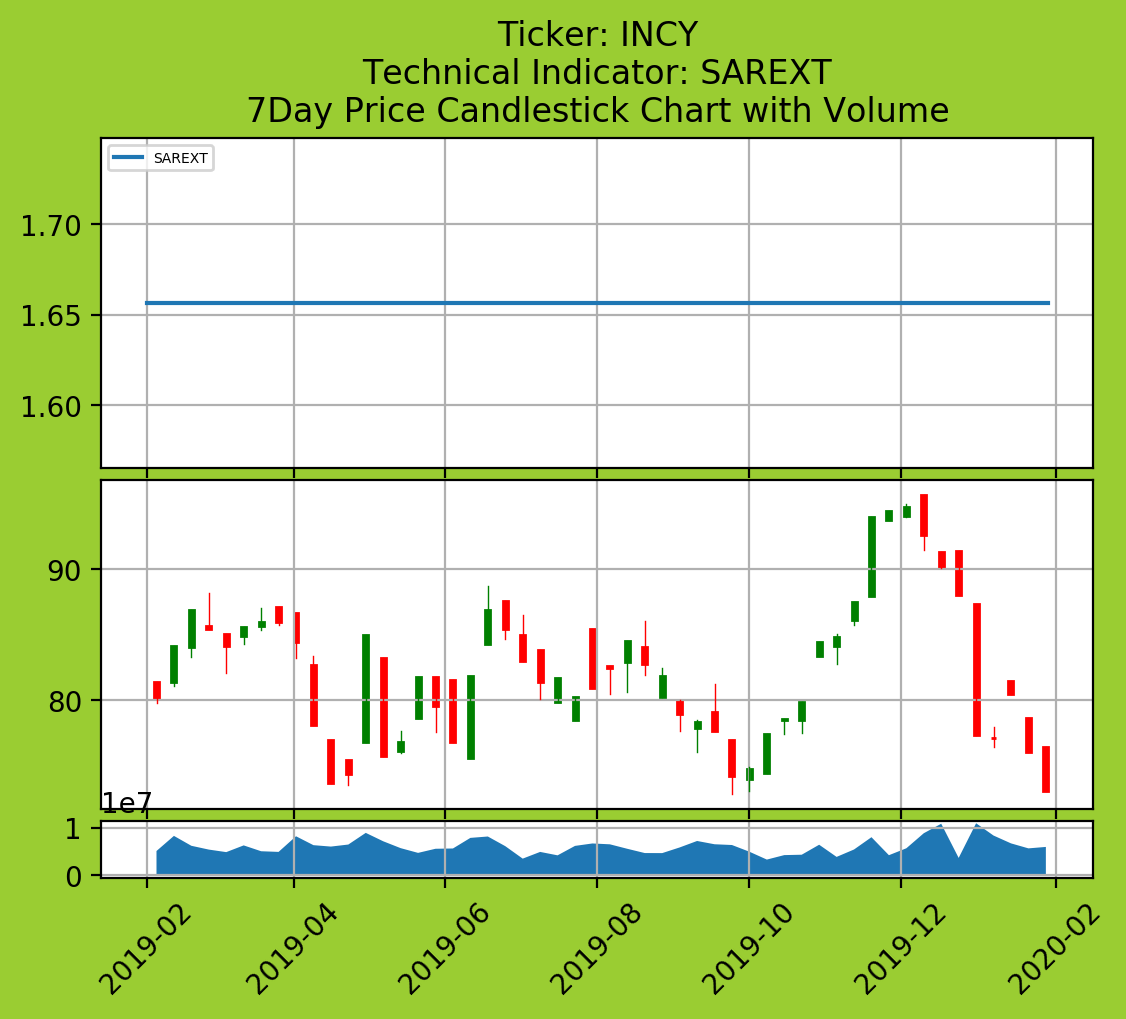 Ticker: INCY
Technical Indicator: SAREXT
7Day Price Candlestick Chart with Volume
SAREXT
1.70
1.65
1.60
90
80
1e7
1
0
2019-02
2019-04
2019-06
2019-08
2019-10
2019-12
2020-02